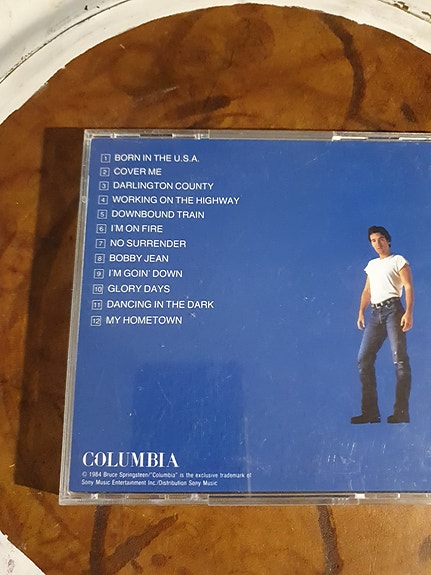 1 BORN IN THE U.S.A.
2 COVER ME
3 DARLINGTON COUNTY
4 WORKING ON THE HIGHWAY
5 DOWNBOUND TRAIN
6 I'M ON FIRE
7 NO SURRENDER
8 BOBBY JEAN
9 I'M GOIN' DOWN
10 GLORY DAYS
11 DANCING IN THE DARK
12 MY HOMETOWN
COLUMBIA
© 1984 Bruce Springsteen/"Columbia" is the exclusive trademark of
Sony Music Entertainment Inc./Distribution Sony Music